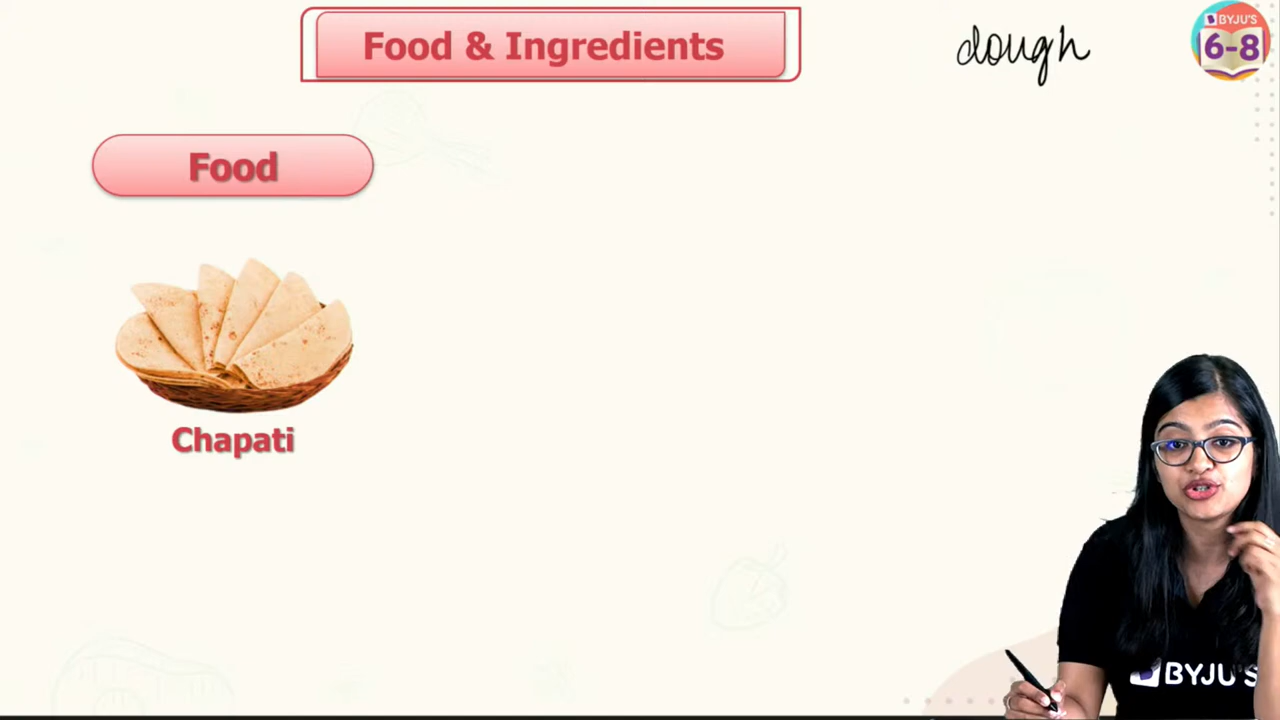 Food & Ingredients
dough
BYJU'S
6-8
Food
Chapati
BYJU'S